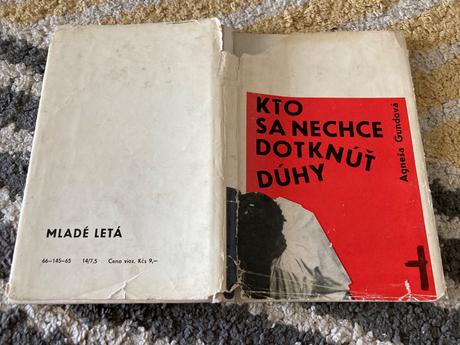 KTO
SA NECHCE
DOTKNÚŤ
DÚHY
Agneša Gundová
MLADÉ LETÁ
66—145—65 14/7,5 Cena viaz. Kčs 9,—